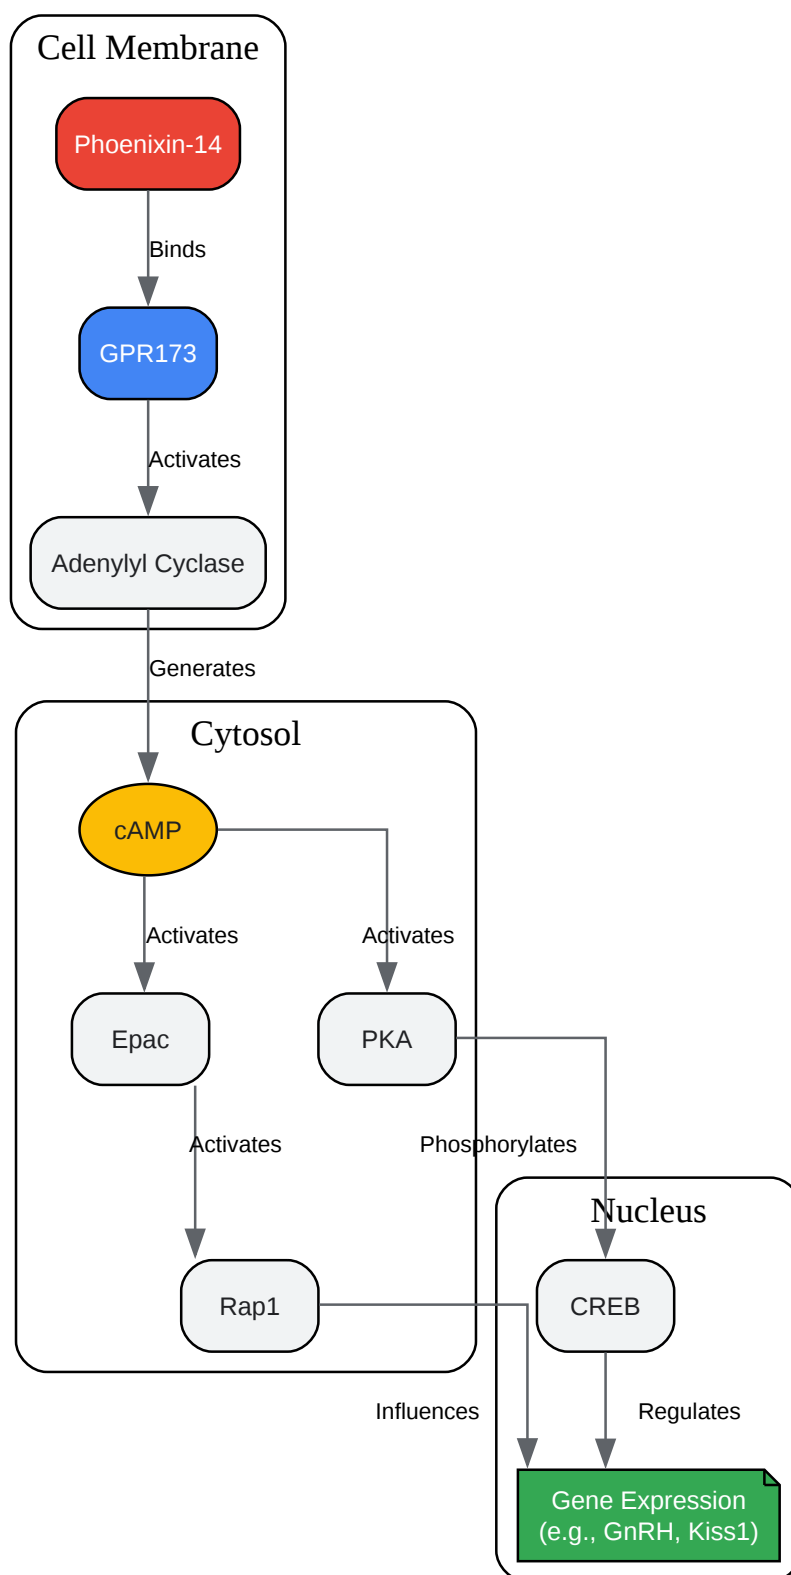 Cell Membrane
Phoenixin-14
Binds
GPR173
Activates
Adenylyl Cyclase
Generates
Cytosol
cAMP
Activates
Activates
Epac
PKA
Activates
Phosphorylates
Nucleus
Rap1
CREB
Influences
Regulates
Gene Expression
(e.g., GnRH, Kiss1)